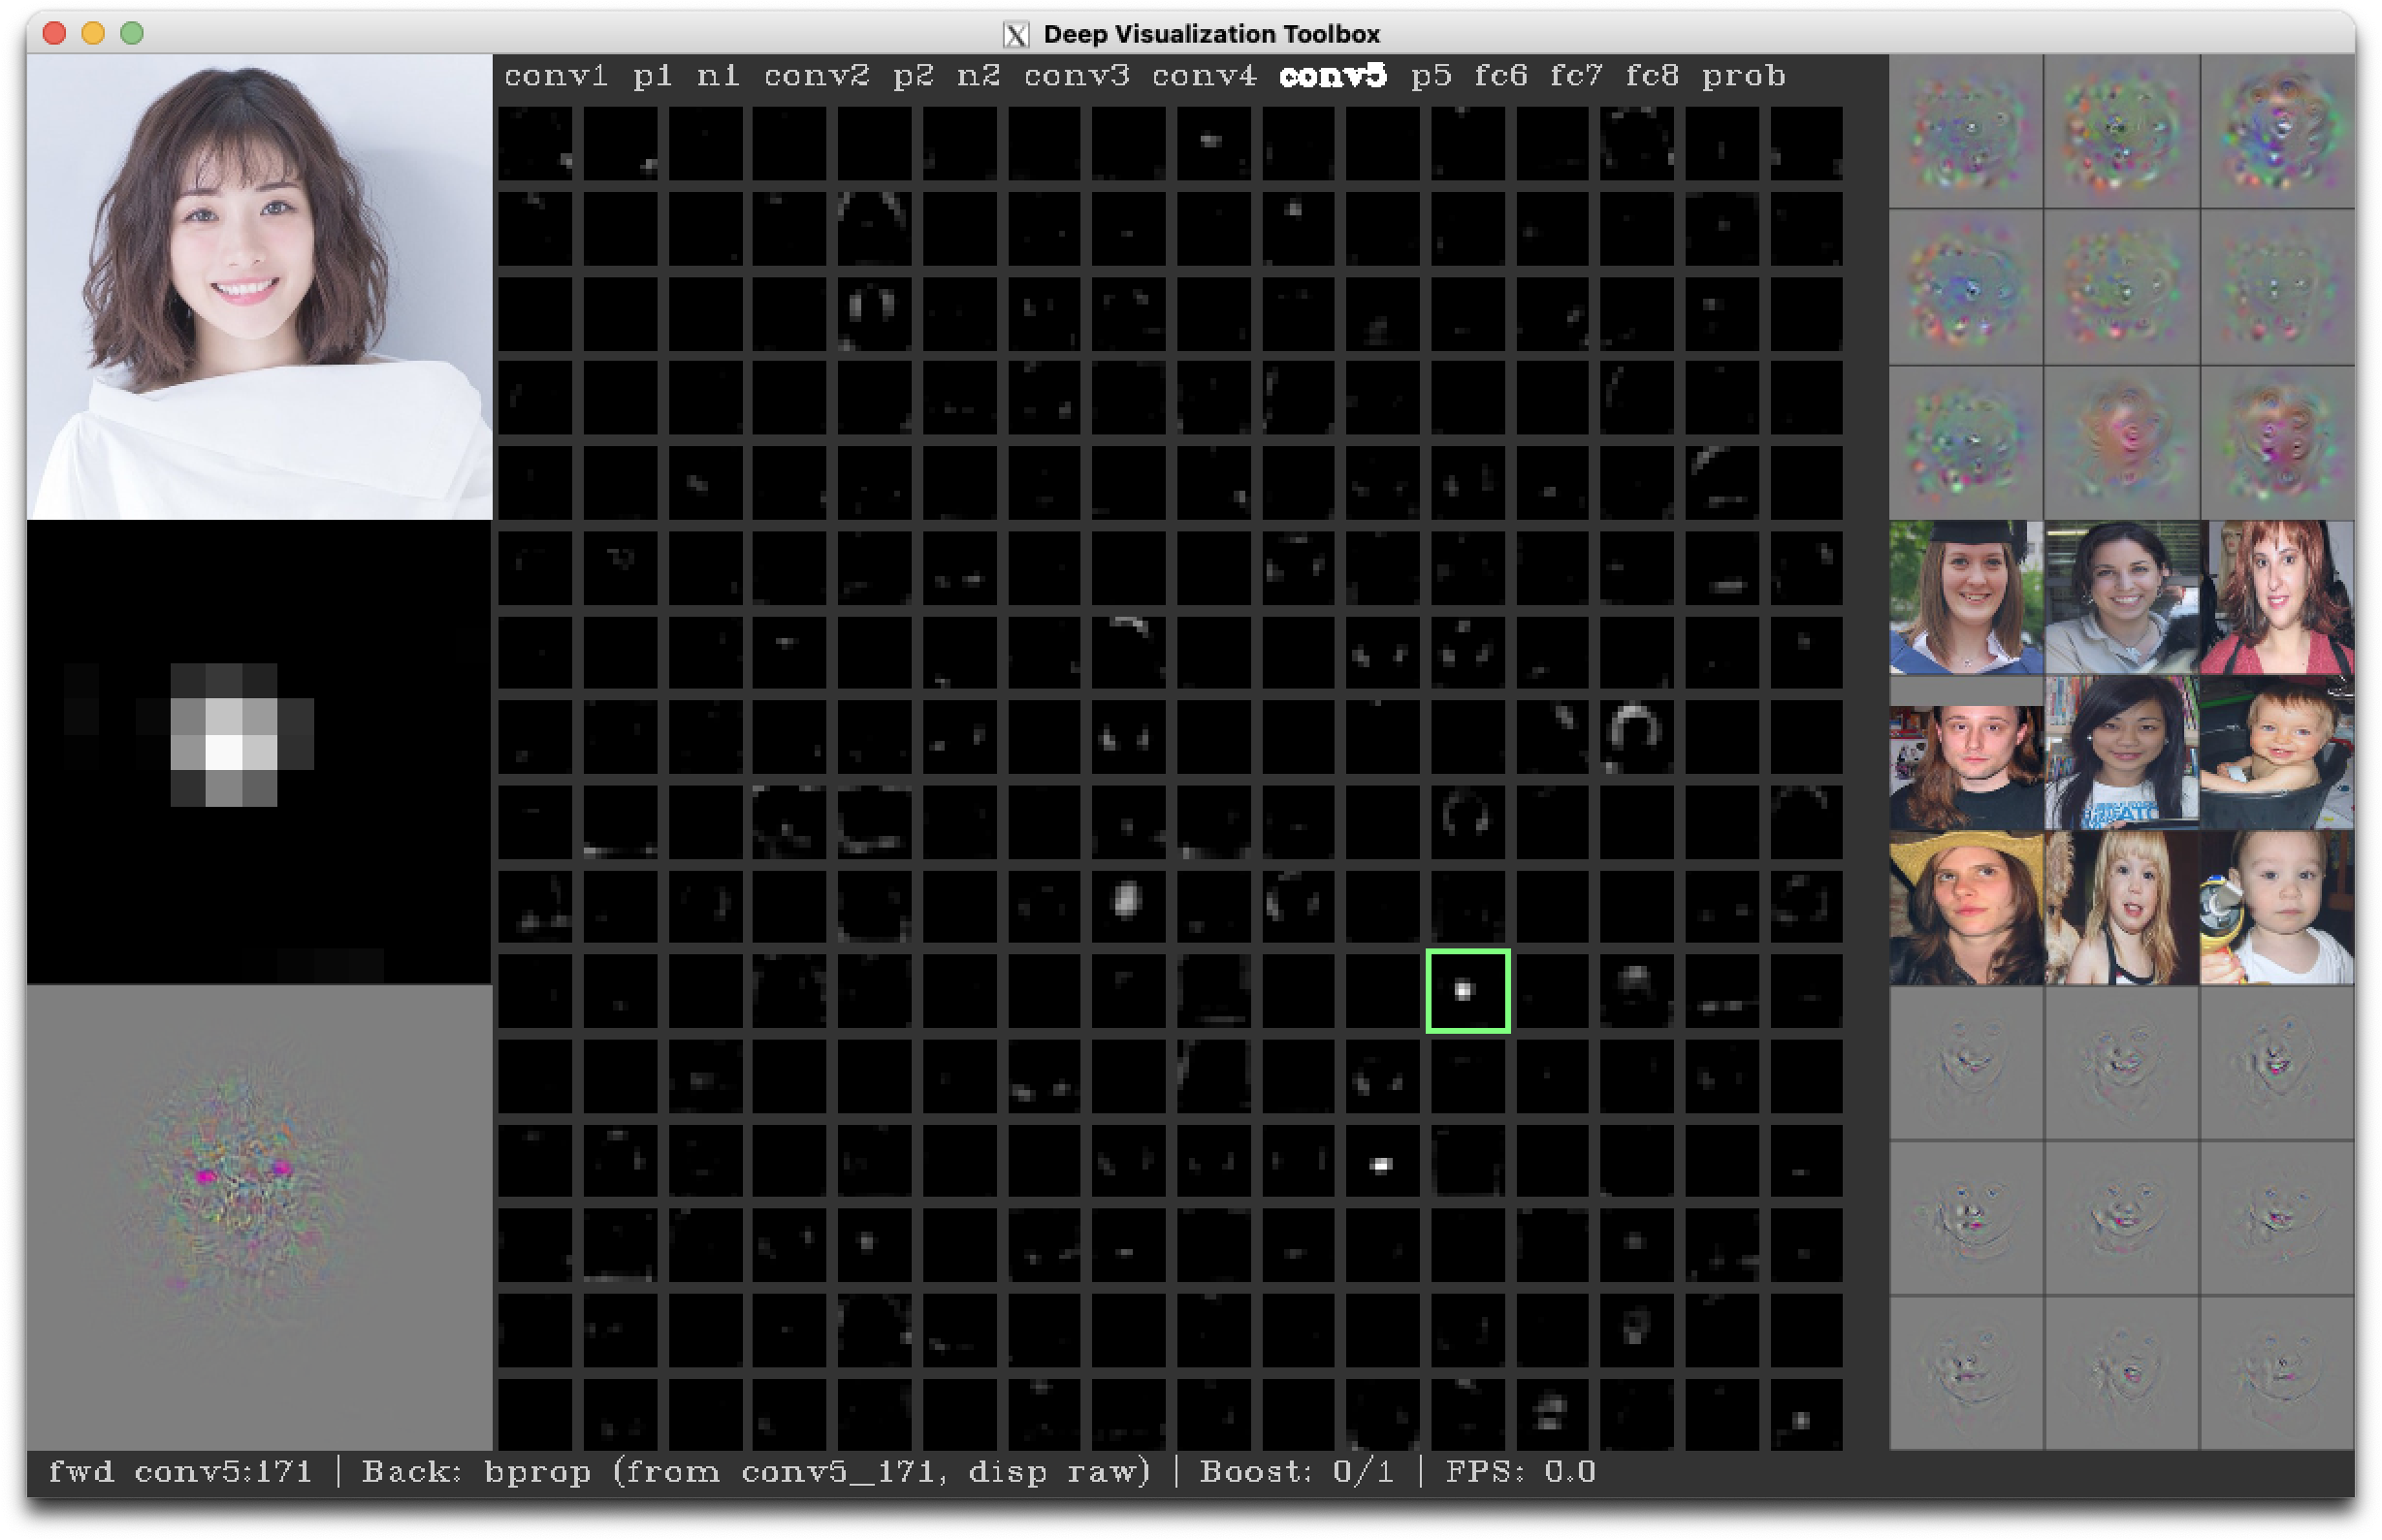 Deep Visualization Toolbox
conv1 p1 n1 conv2 p2 n2 conv3 conv4 conv5 p5 fc6 fc7 fc8 prob
fwd conv5:171 | Back: bprop (from conv5_171, disp raw) | Boost: 0/1 | FPS: 0.0